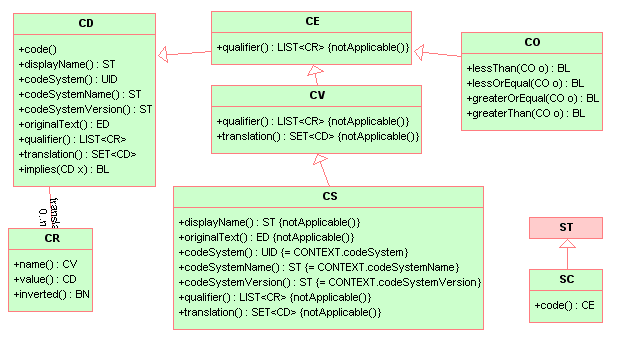 CD
+code()
+displayName() : ST
+codeSystem() : UID
+codeSystemName() : ST
+codeSystemVersion() : ST
+originalText() : ED
+qualifier() : LIST<CR>
+translation() : SET<CD>
+implies(CD x) : BL
CE
+qualifier() : LIST<CR> {notApplicable()}
CO
+lessThan(CO o) : BL
+lessOrEqual(CO o) : BL
+greaterOrEqual(CO o) : BL
+greaterThan(CO o) : BL
CV
+qualifier() : LIST<CR> {notApplicable()}
+translation() : SET<CD> {notApplicable()}
CS
+displayName() : ST {notApplicable()}
+originalText() : ED {notApplicable()}
+codeSystem() : UID {= CONTEXT.codeSystem}
+codeSystemName() : ST {= CONTEXT.codeSystemName}
+codeSystemVersion() : ST {= CONTEXT.codeSystemVersion}
+qualifier() : LIST<CR> {notApplicable()}
+translation() : SET<CD> {notApplicable()}
0..n
CR
+name() : CV
+value() : CD
+inverted() : BN
ST
SC
+code() : CE